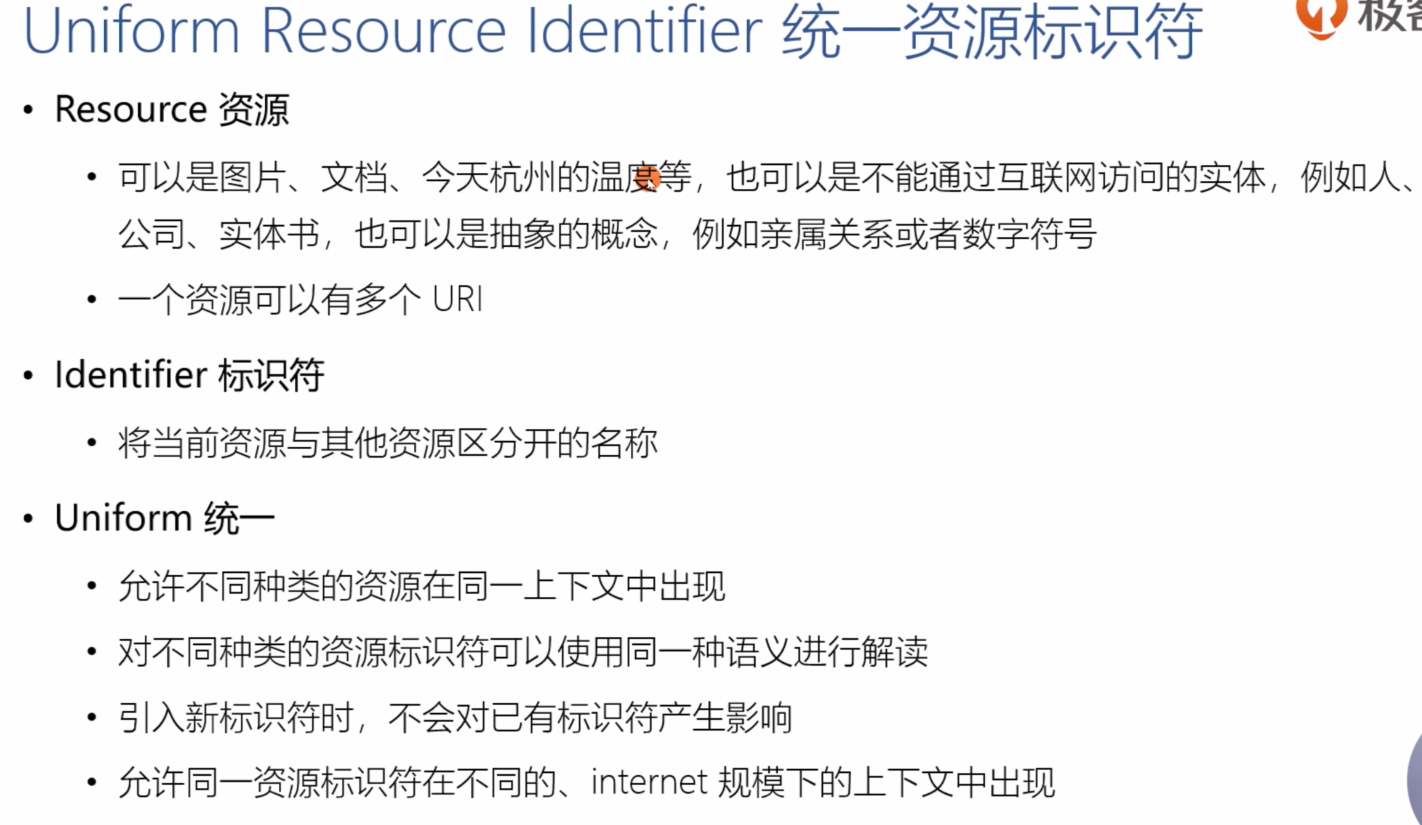 Uniform Resource Identifier 统一资源标识符
极客
• Resource 资源
• 可以是图片、文档、今天杭州的温度等，也可以是不能通过互联网访问的实体，例如人、
公司、实体书，也可以是抽象的概念，例如亲属关系或者数字符号
• 一个资源可以有多个 URI
• Identifier 标识符
• 将当前资源与其他资源区分开的名称
• Uniform 统一
• 允许不同种类的资源在同一上下文中出现
• 对不同种类的资源标识符可以使用同一种语义进行解读
• 引入新标识符时，不会对已有标识符产生影响
• 允许同一资源标识符在不同的、internet 规模下的上下文中出现